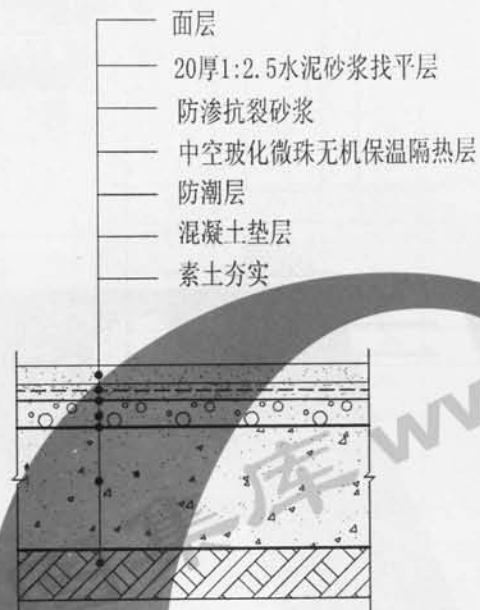 面层
20厚1:2.5水泥砂浆找平层
防渗抗裂砂浆
中空玻化微珠无机保温隔热层
防潮层
混凝土垫层
素土夯实
库 w